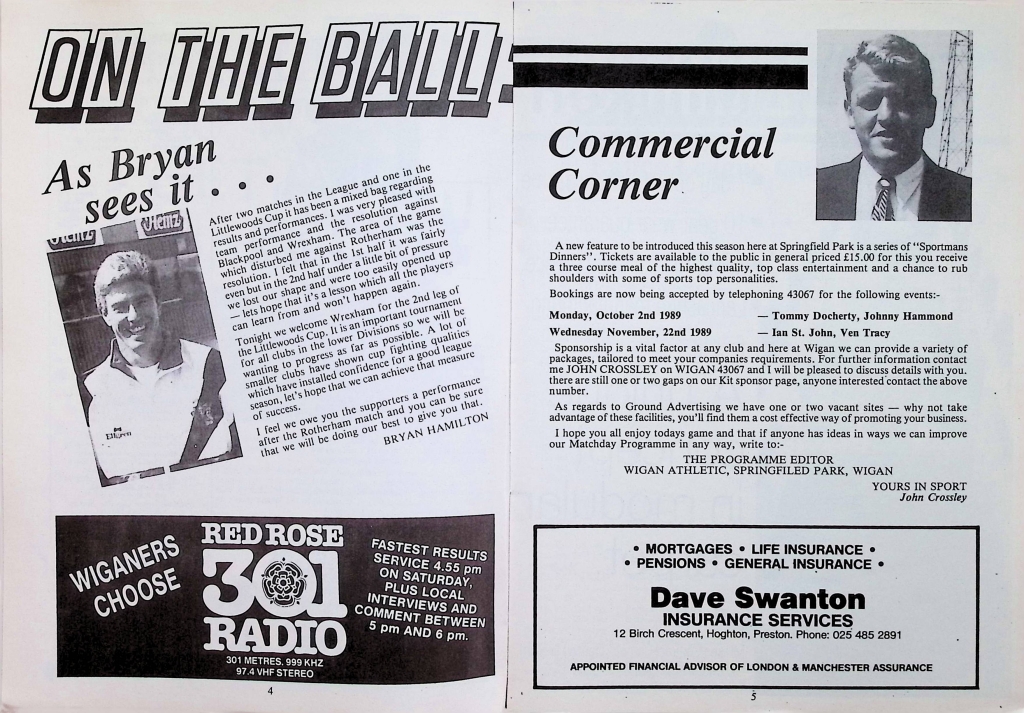 ON THE BALL
As Bryan
sees it . . .
Heinz
Heinz
After two matches in the League and one in the
Littlewoods Cup it has been a mixed bag regarding
results and performances. I was very pleased with
team performance and the resolution against
Blackpool and Wrexham. The area of the game
which disturbed me against Rotherham was the
resolution. I felt that in the 1st half it was fairly
even but in the 2nd half under a little bit of pressure
we lost our shape and were too easily opened up
— lets hope that it's a lesson which all the players
can learn from and won't happen again.
Tonight we welcome Wrexham for the 2nd leg of
the Littlewoods Cup. It is an important tournament
for all clubs in the lower Divisions so we will be
wanting to progress as far as possible. A lot of
smaller clubs have shown cup fighting qualities
which have installed confidence for a good league
season, let's hope that we can achieve that measure
of success.
I feel we owe you the supporters a performance
after the Rotherham match and you can be sure
that we will be doing our best to give you that.
BRYAN HAMILTON
WIGANERS
CHOOSE
RED ROSE
301
RADIO
301 METRES. 999 KHZ
97.4 VHF STEREO
FASTEST RESULTS
SERVICE 4.55 pm
ON SATURDAY,
PLUS LOCAL
INTERVIEWS AND
COMMENT BETWEEN
5 pm AND 6 pm.
4
Commercial
Corner
A new feature to be introduced this season here at Springfield Park is a series of "Sportmans
Dinners". Tickets are available to the public in general priced £15.00 for this you receive
a three course meal of the highest quality, top class entertainment and a chance to rub
shoulders with some of sports top personalities.
Bookings are now being accepted by telephoning 43067 for the following events:-
Monday, October 2nd 1989 — Tommy Docherty, Johnny Hammond
Wednesday November, 22nd 1989 — Ian St. John, Ven Tracy
Sponsorship is a vital factor at any club and here at Wigan we can provide a variety of
packages, tailored to meet your companies requirements. For further information contact
me JOHN CROSSLEY on WIGAN 43067 and I will be pleased to discuss details with you.
there are still one or two gaps on our Kit sponsor page, anyone interested contact the above
number.
As regards to Ground Advertising we have one or two vacant sites — why not take
advantage of these facilities, you'll find them a cost effective way of promoting your business.
I hope you all enjoy todays game and that if anyone has ideas in ways we can improve
our Matchday Programme in any way, write to:-
THE PROGRAMME EDITOR
WIGAN ATHLETIC, SPRINGFILED PARK, WIGAN
YOURS IN SPORT
John Crossley
• MORTGAGES • LIFE INSURANCE •
• PENSIONS • GENERAL INSURANCE •
Dave Swanton
INSURANCE SERVICES
12 Birch Crescent, Hoghton, Preston. Phone: 025 485 2891
APPOINTED FINANCIAL ADVISOR OF LONDON & MANCHESTER ASSURANCE
5